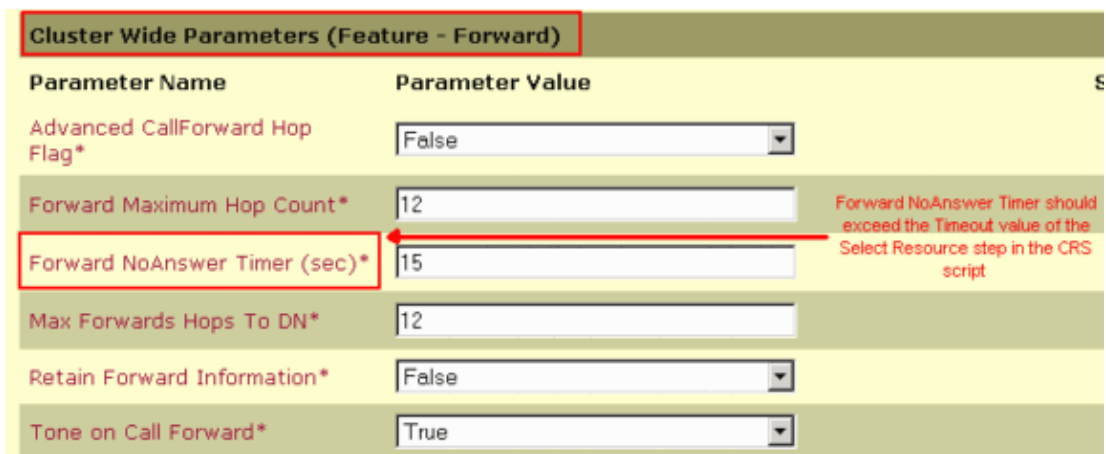 Cluster Wide Parameters (Feature - Forward)
Parameter Name Parameter Value S
Advanced CallForward Hop
Flag*
False
Forward Maximum Hop Count* 12
Forward NoAnswer Timer should
exceed the Timeout value of the
Select Resource step in the CRS
script
Forward NoAnswer Timer (sec)* 15
Max Forwards Hops To DN* 12
Retain Forward Information* False
Tone on Call Forward* True